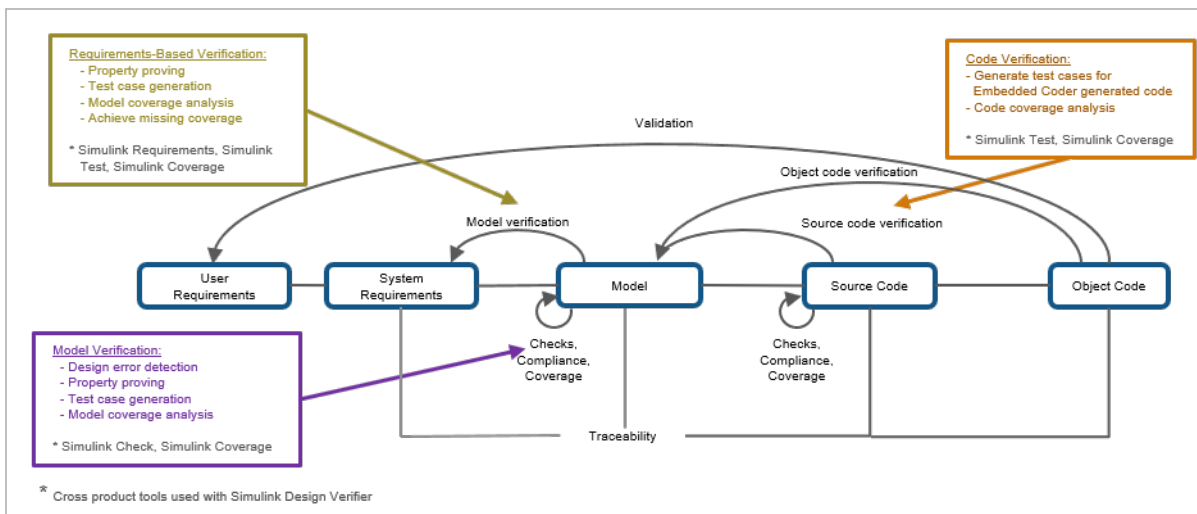 Requirements-Based Verification:
- Property proving
- Test case generation
- Model coverage analysis
- Achieve missing coverage
* Simulink Requirements, Simulink
Test, Simulink Coverage
Code Verification:
- Generate test cases for
Embedded Coder generated code
- Code coverage analysis
* Simulink Test, Simulink Coverage
Validation
Object code verification
Model verification
Source code verification
User
Requirements
System
Requirements
Model
Source Code
Object Code
Checks,
Compliance,
Coverage
Checks,
Compliance,
Coverage
Model Verification:
- Design error detection
- Property proving
- Test case generation
- Model coverage analysis
* Simulink Check, Simulink Coverage
Traceability
* Cross product tools used with Simulink Design Verifier